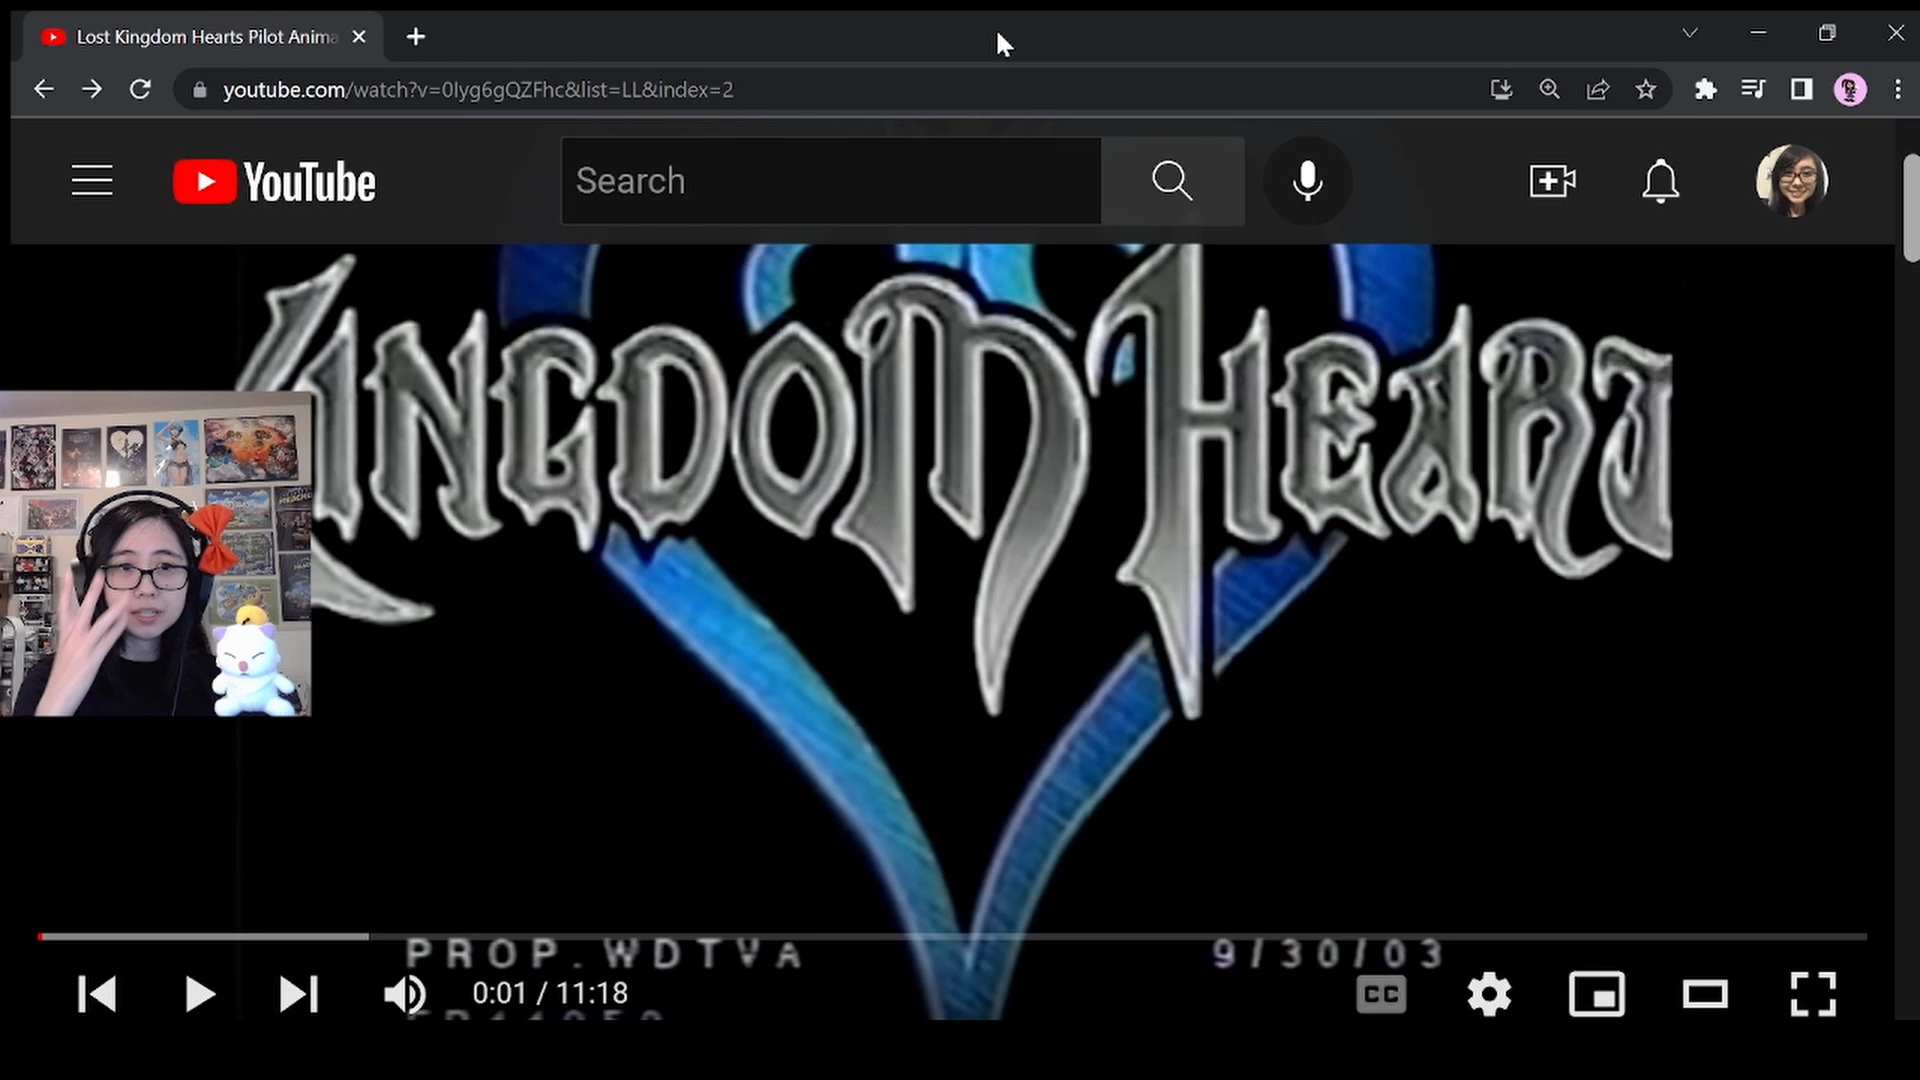 Lost Kingdom Hearts Pilot Anima
youtube.com/watch?v=0Iyg6gQZFhc&list=LL&index=2
YouTube
Search
KINGDOM HEARTS
PROP. WDTVA 9/30/03
0:01 / 11:18
CC